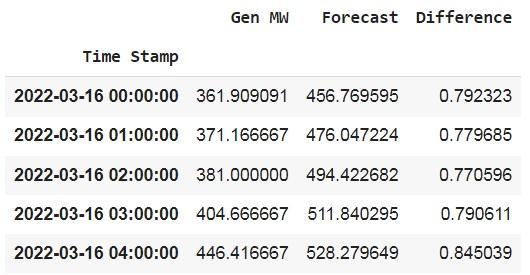 Gen MW Forecast Difference
Time Stamp
2022-03-16 00:00:00 361.909091 456.769595 0.792323
2022-03-16 01:00:00 371.166667 476.047224 0.779685
2022-03-16 02:00:00 381.000000 494.422682 0.770596
2022-03-16 03:00:00 404.666667 511.840295 0.790611
2022-03-16 04:00:00 446.416667 528.279649 0.845039